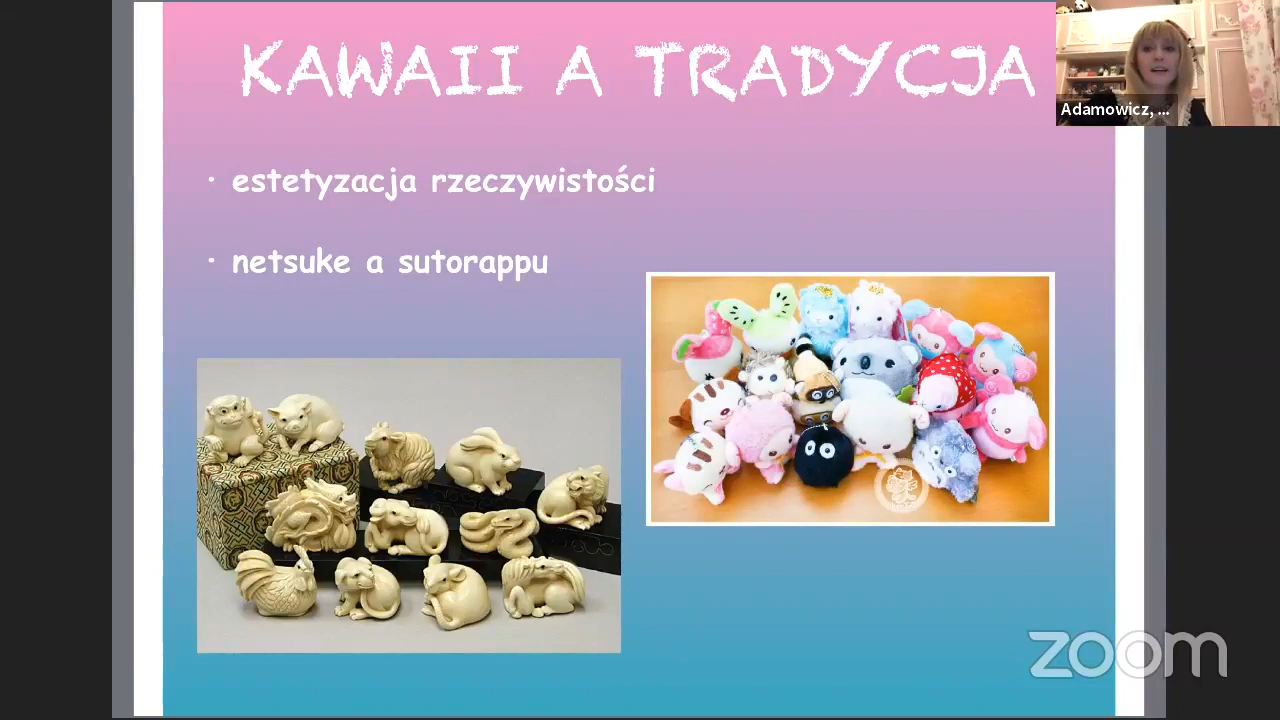 KAWAII A TRADYCJA
Adamowicz, ...
· estetyzacja rzeczywistości
· netsuke a sutorappu
zoom